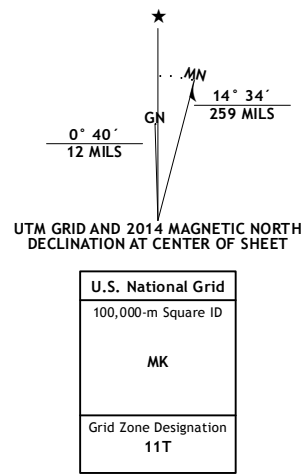 ★
MN
GN
0° 40´
12 MILS
14° 34´
259 MILS
UTM GRID AND 2014 MAGNETIC NORTH
DECLINATION AT CENTER OF SHEET
U.S. National Grid
100,000-m Square ID
MK
Grid Zone Designation
11T